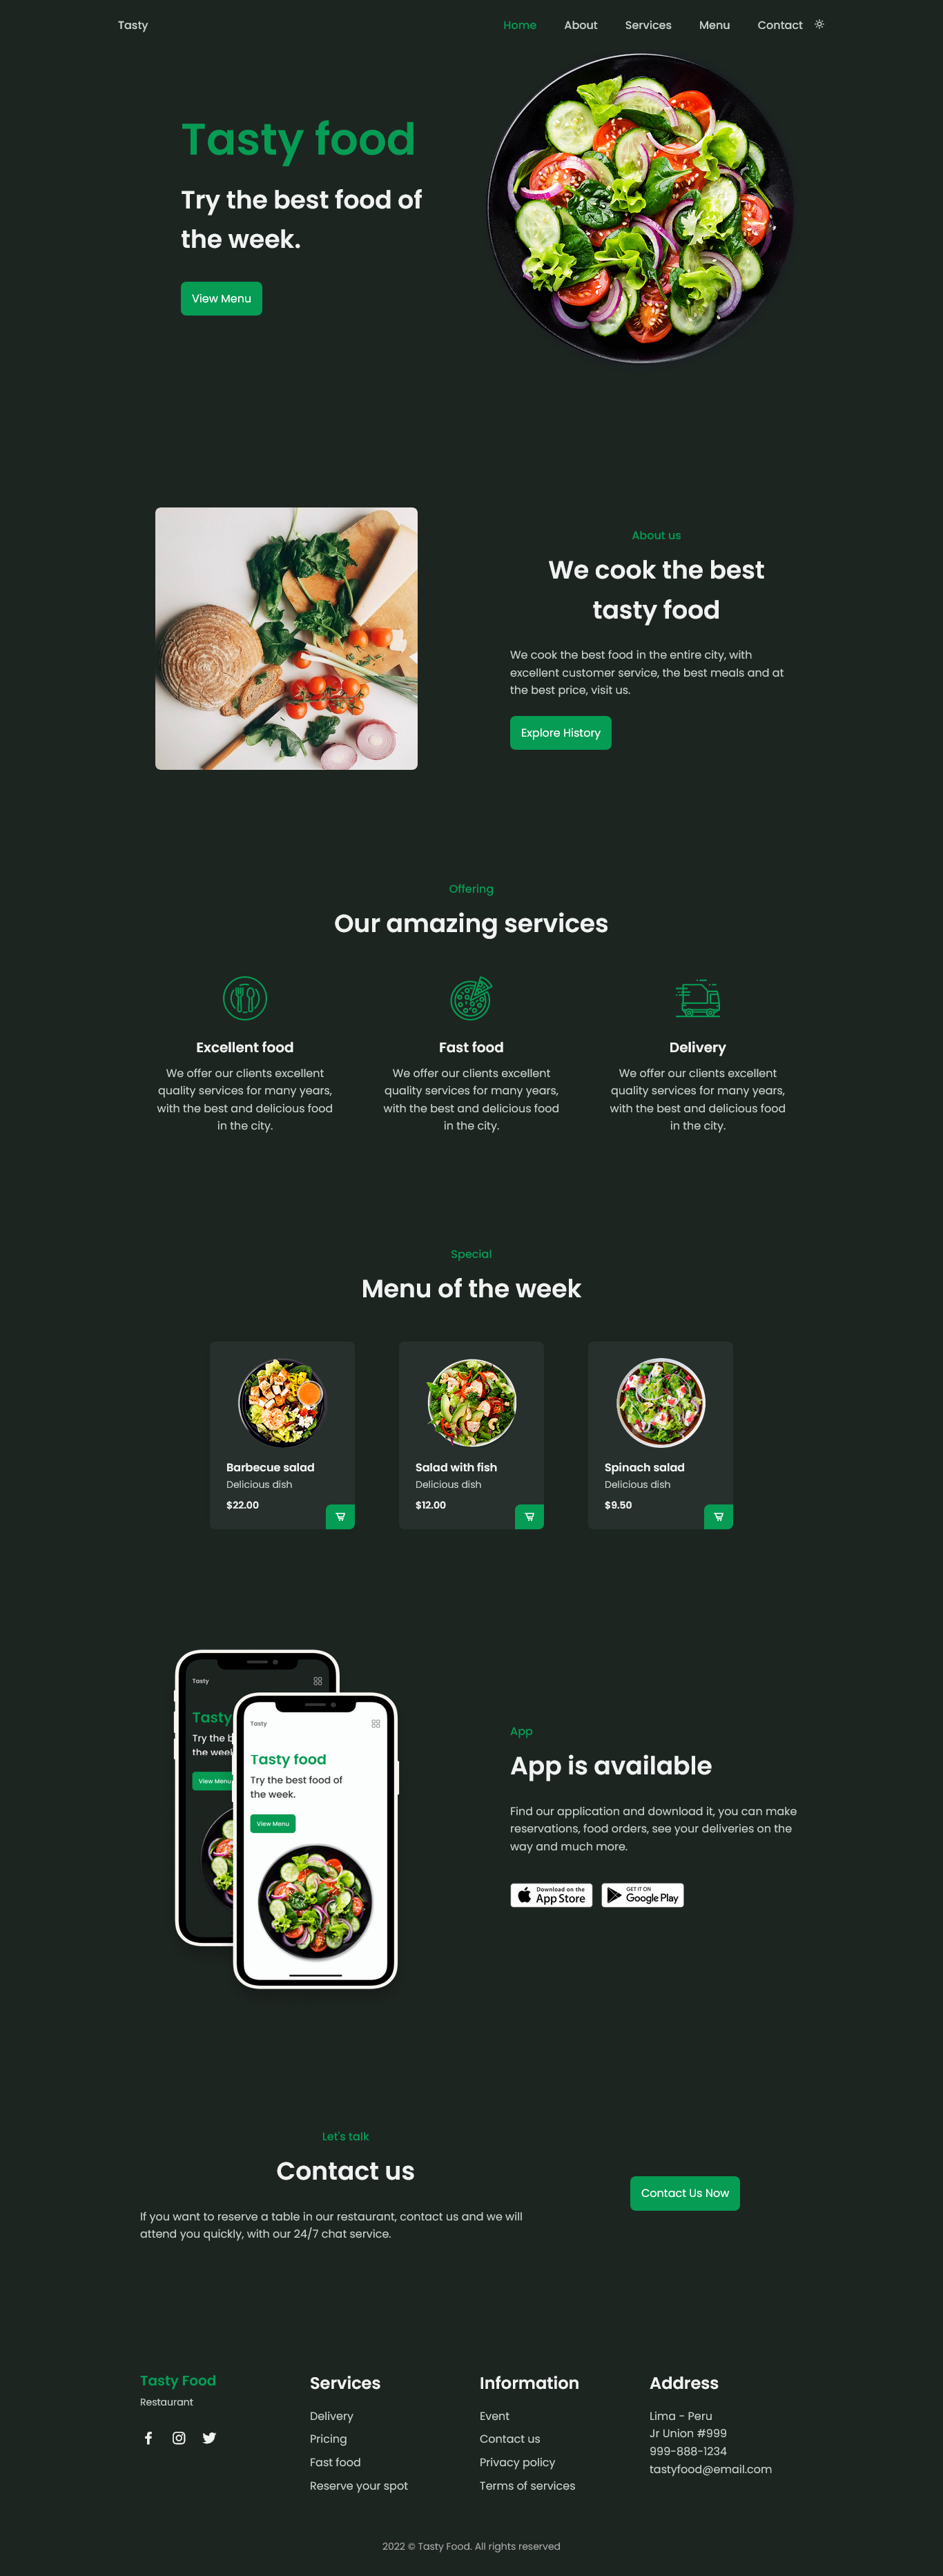 Tasty
Home About Services Menu Contact
Tasty food
Try the best food of
the week.
View Menu
About us
We cook the best
tasty food
We cook the best food in the entire city, with
excellent customer service, the best meals and at
the best price, visit us.
Explore History
Offering
Our amazing services
Excellent food
We offer our clients excellent
quality services for many years,
with the best and delicious food
in the city.
Fast food
We offer our clients excellent
quality services for many years,
with the best and delicious food
in the city.
Delivery
We offer our clients excellent
quality services for many years,
with the best and delicious food
in the city.
Special
Menu of the week
Barbecue salad
Delicious dish
$22.00
Salad with fish
Delicious dish
$12.00
Spinach salad
Delicious dish
$9.50
Tasty
Tasty
Try the b
the week
View Menu
Tasty
Tasty food
Try the best food of
the week.
View Menu
App
App is available
Find our application and download it, you can make
reservations, food orders, see your deliveries on the
way and much more.
Download on the
App Store
GET IT ON
Google Play
Let's talk
Contact us
If you want to reserve a table in our restaurant, contact us and we will
attend you quickly, with our 24/7 chat service.
Contact Us Now
Tasty Food
Restaurant
Services
Delivery
Pricing
Fast food
Reserve your spot
Information
Event
Contact us
Privacy policy
Terms of services
Address
Lima - Peru
Jr Union #999
999-888-1234
tastyfood@email.com
2022 © Tasty Food. All rights reserved